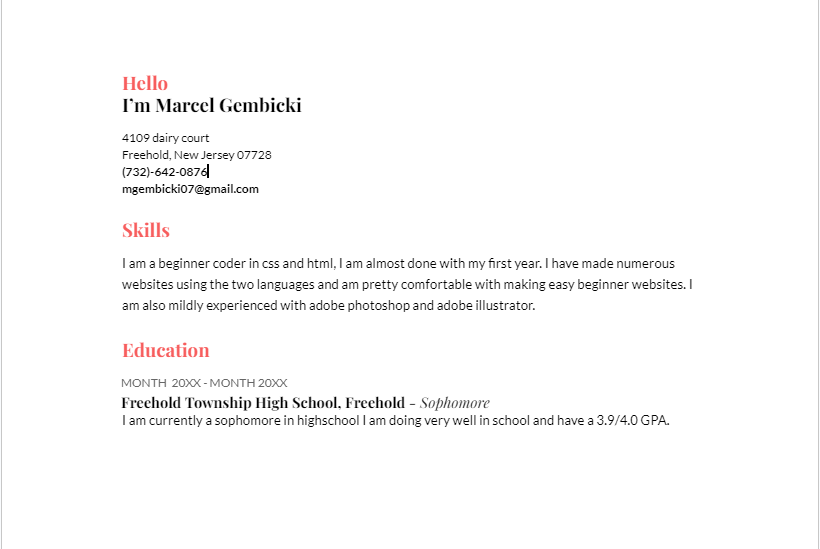 Hello
I'm Marcel Gembicki
4109 dairy court
Freehold, New Jersey 07728
(732)-642-0876
mgembicki07@gmail.com
Skills
I am a beginner coder in css and html, I am almost done with my first year. I have made numerous
websites using the two languages and am pretty comfortable with making easy beginner websites. I
am also mildly experienced with adobe photoshop and adobe illustrator.
Education
MONTH 20XX - MONTH 20XX
Freehold Township High School, Freehold - Sophomore
I am currently a sophomore in highschool I am doing very well in school and have a 3.9/4.0 GPA.